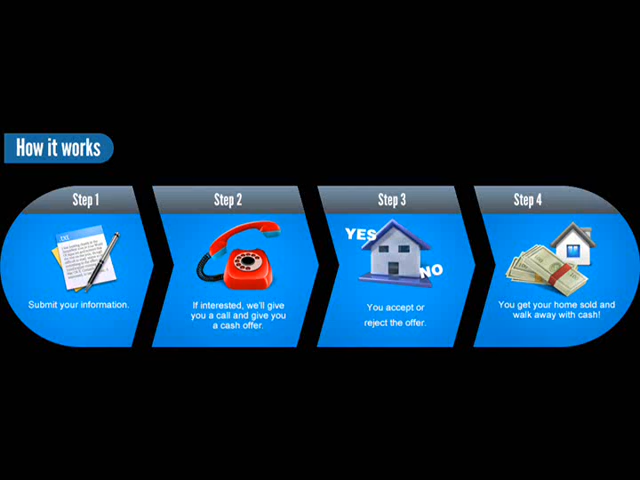 How it works
Step 1
Step 2
Step 3
Step 4
.TXT
YES
NO
Submit your information.
If interested, we'll give
you a call and give you
a cash offer.
You accept or
reject the offer.
You get your home sold and
walk away with cash!